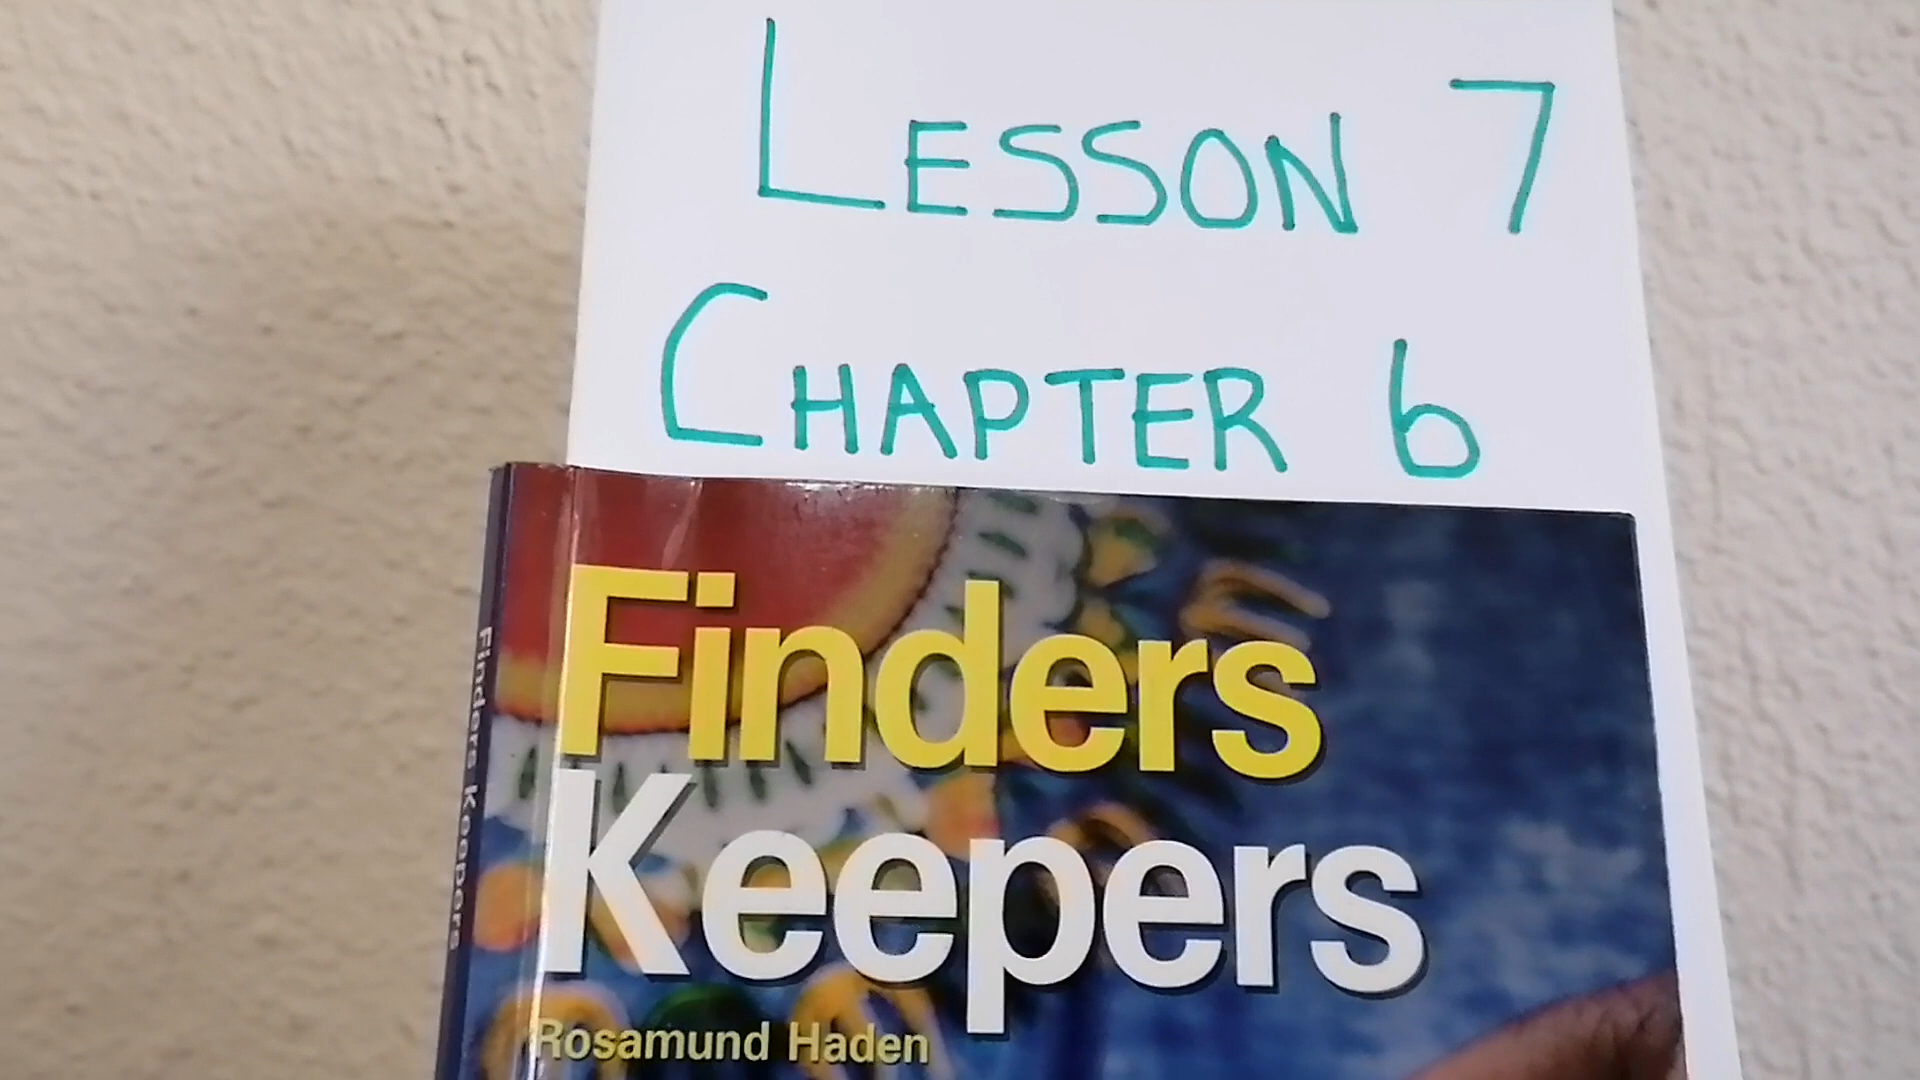 LESSON 7
CHAPTER 6
Finders
Keepers
Rosamund Haden
Finders Keepers